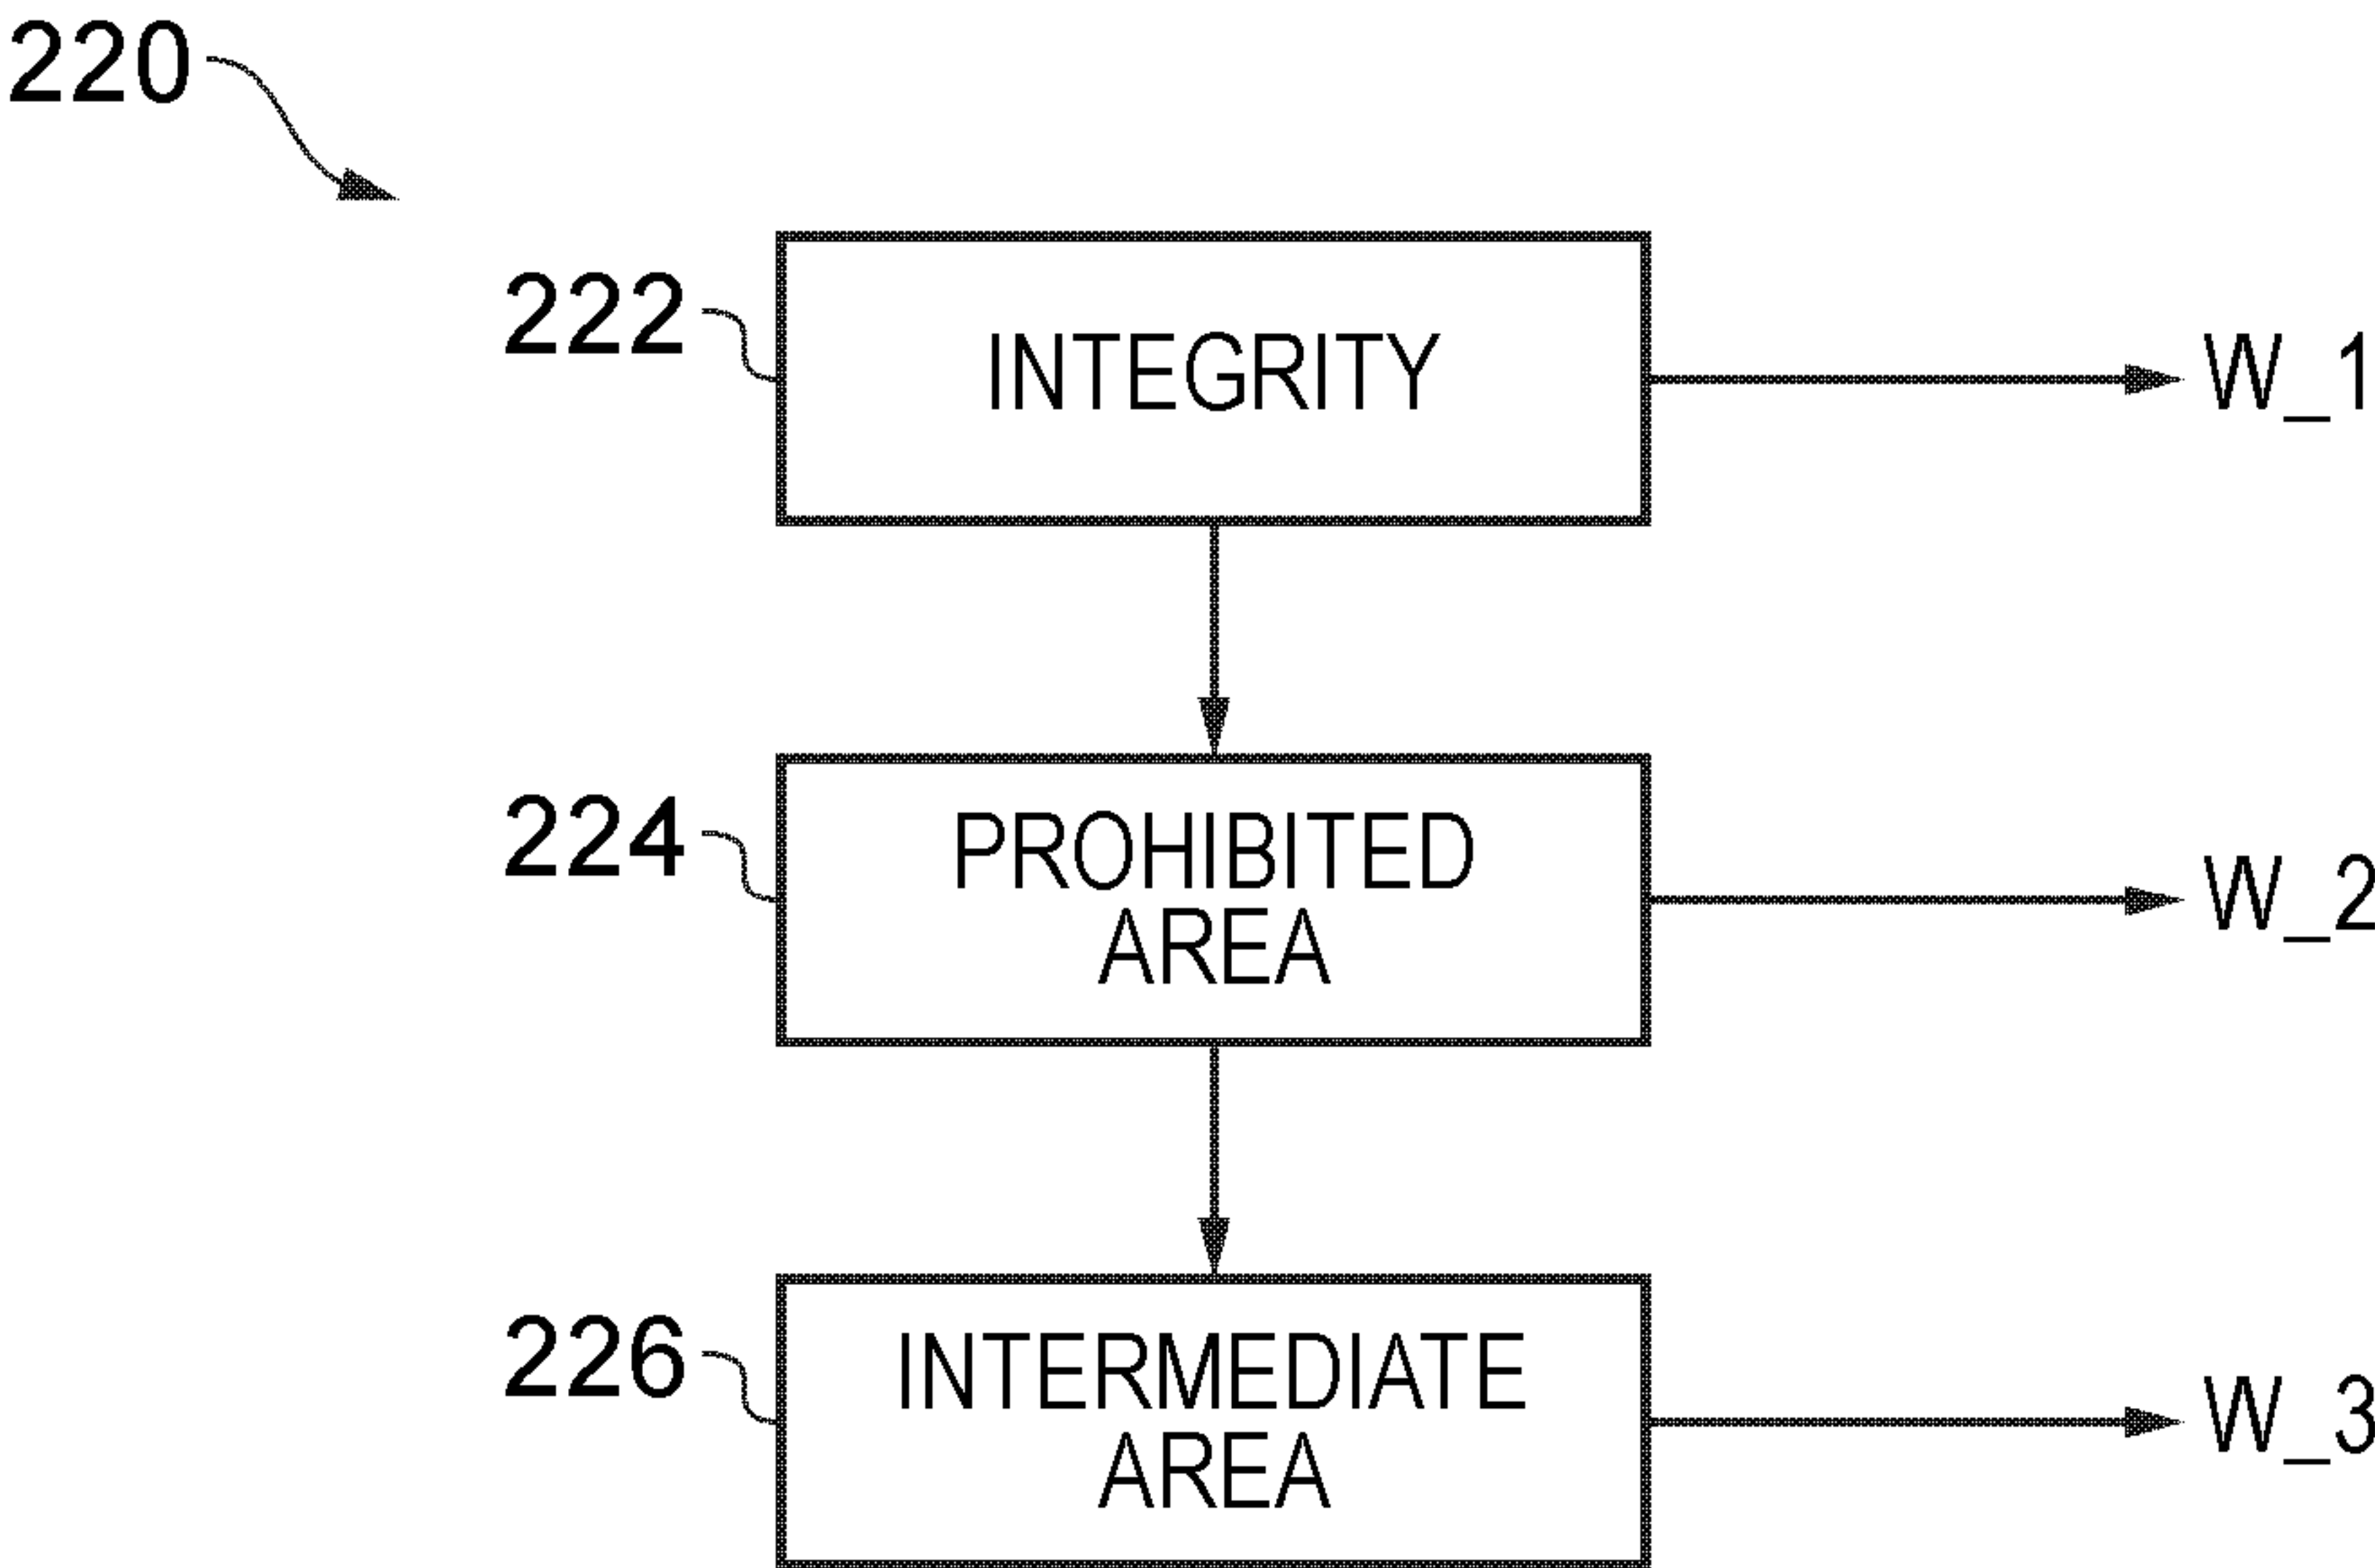 220
222
INTEGRITY
W_1
224
PROHIBITED
AREA
W_2
226
INTERMEDIATE
AREA
W_3